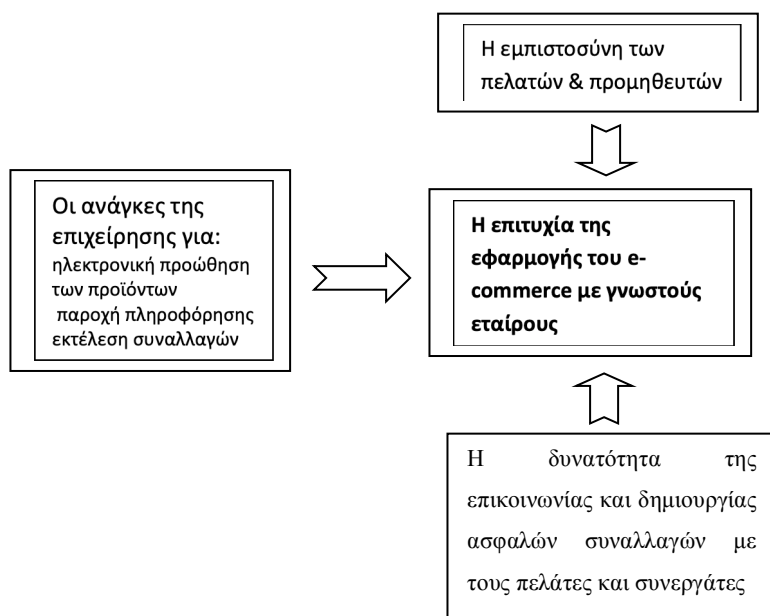 Η εμπιστοσύνη των
πελατών & προμηθευτών
Οι ανάγκες της
επιχείρησης για:
ηλεκτρονική προώθηση
των προϊόντων
παροχή πληροφόρησης
εκτέλεση συναλλαγών
Η επιτυχία της
εφαρμογής του e-
commerce με γνωστούς
εταίρους
Η δυνατότητα της
επικοινωνίας και δημιουργίας
ασφαλών συναλλαγών με
τους πελάτες και συνεργάτες